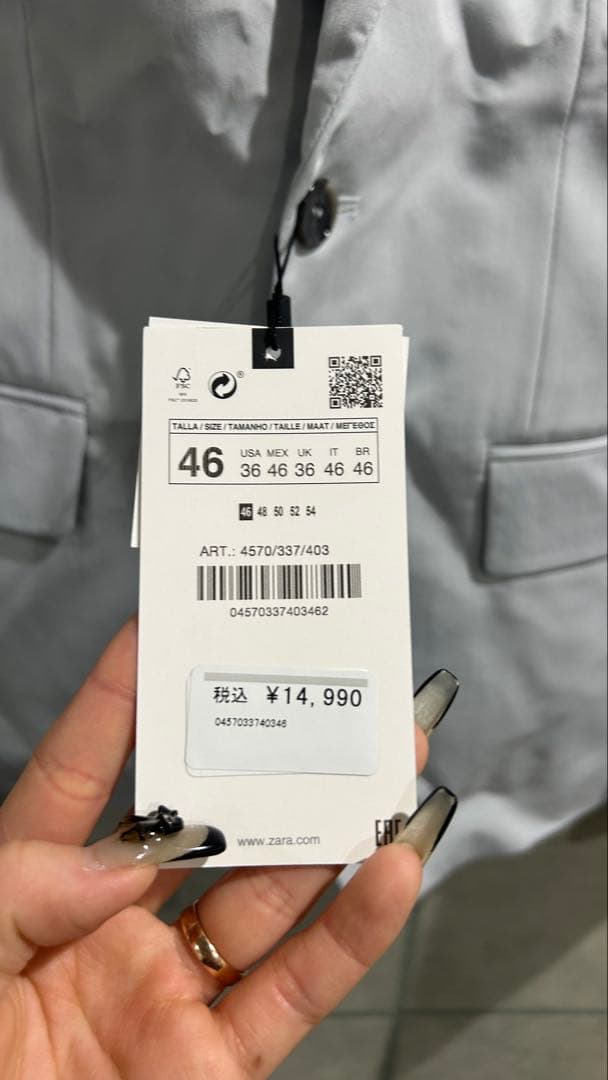 FSC
®
TALLA / SIZE / TAMANHO / TAILLE / MAAT / ΜΕΓΕΘΟΣ
46
USA MEX UK IT BR
36 46 36 46 46
46 48 50 52 54
ART.: 4570/337/403
04570337403462
税込 ¥14,990
0457033740346
www.zara.com